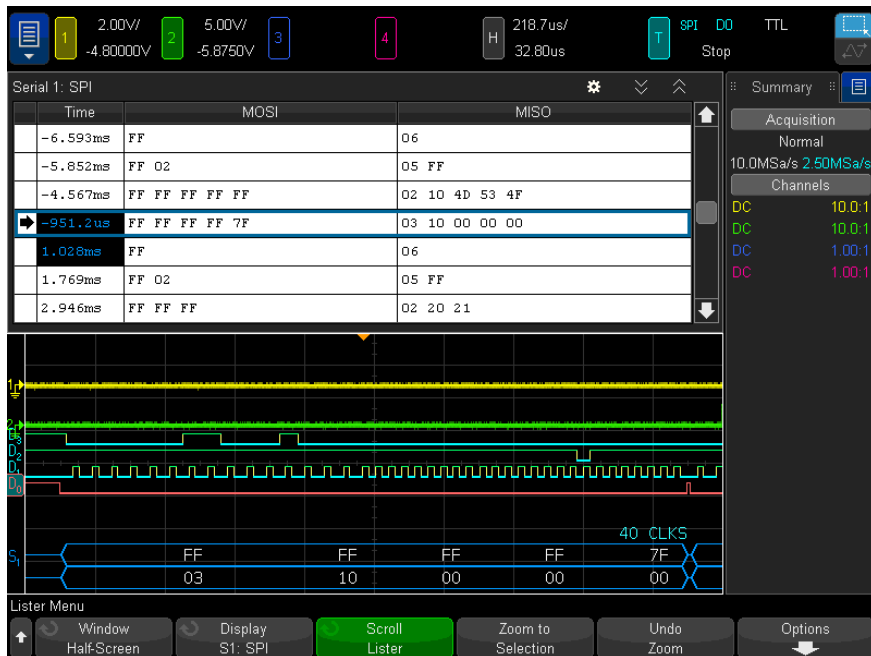 1 2.00V/ -4.80000V 2 5.00V/ -5.8750V 3 4 H 218.7us/ 32.80us T SPI D0 TTL Stop
Serial 1: SPI
Time MOSI MISO
-6.593ms FF 06
-5.852ms FF 02 05 FF
-4.567ms FF FF FF FF FF 02 10 4D 53 4F
-951.2us FF FF FF FF 7F 03 10 00 00 00
1.028ms FF 06
1.769ms FF 02 05 FF
2.946ms FF FF FF 02 20 21
Summary
Acquisition
Normal
10.0MSa/s 2.50MSa/s
Channels
DC 10.0:1
DC 10.0:1
DC 1.00:1
DC 1.00:1
1
2
D3
D2
D1
D0
40 CLKS
S1 FF FF FF FF 7F
03 10 00 00 00
Lister Menu
Window Half-Screen
Display S1: SPI
Scroll Lister
Zoom to Selection
Undo Zoom
Options